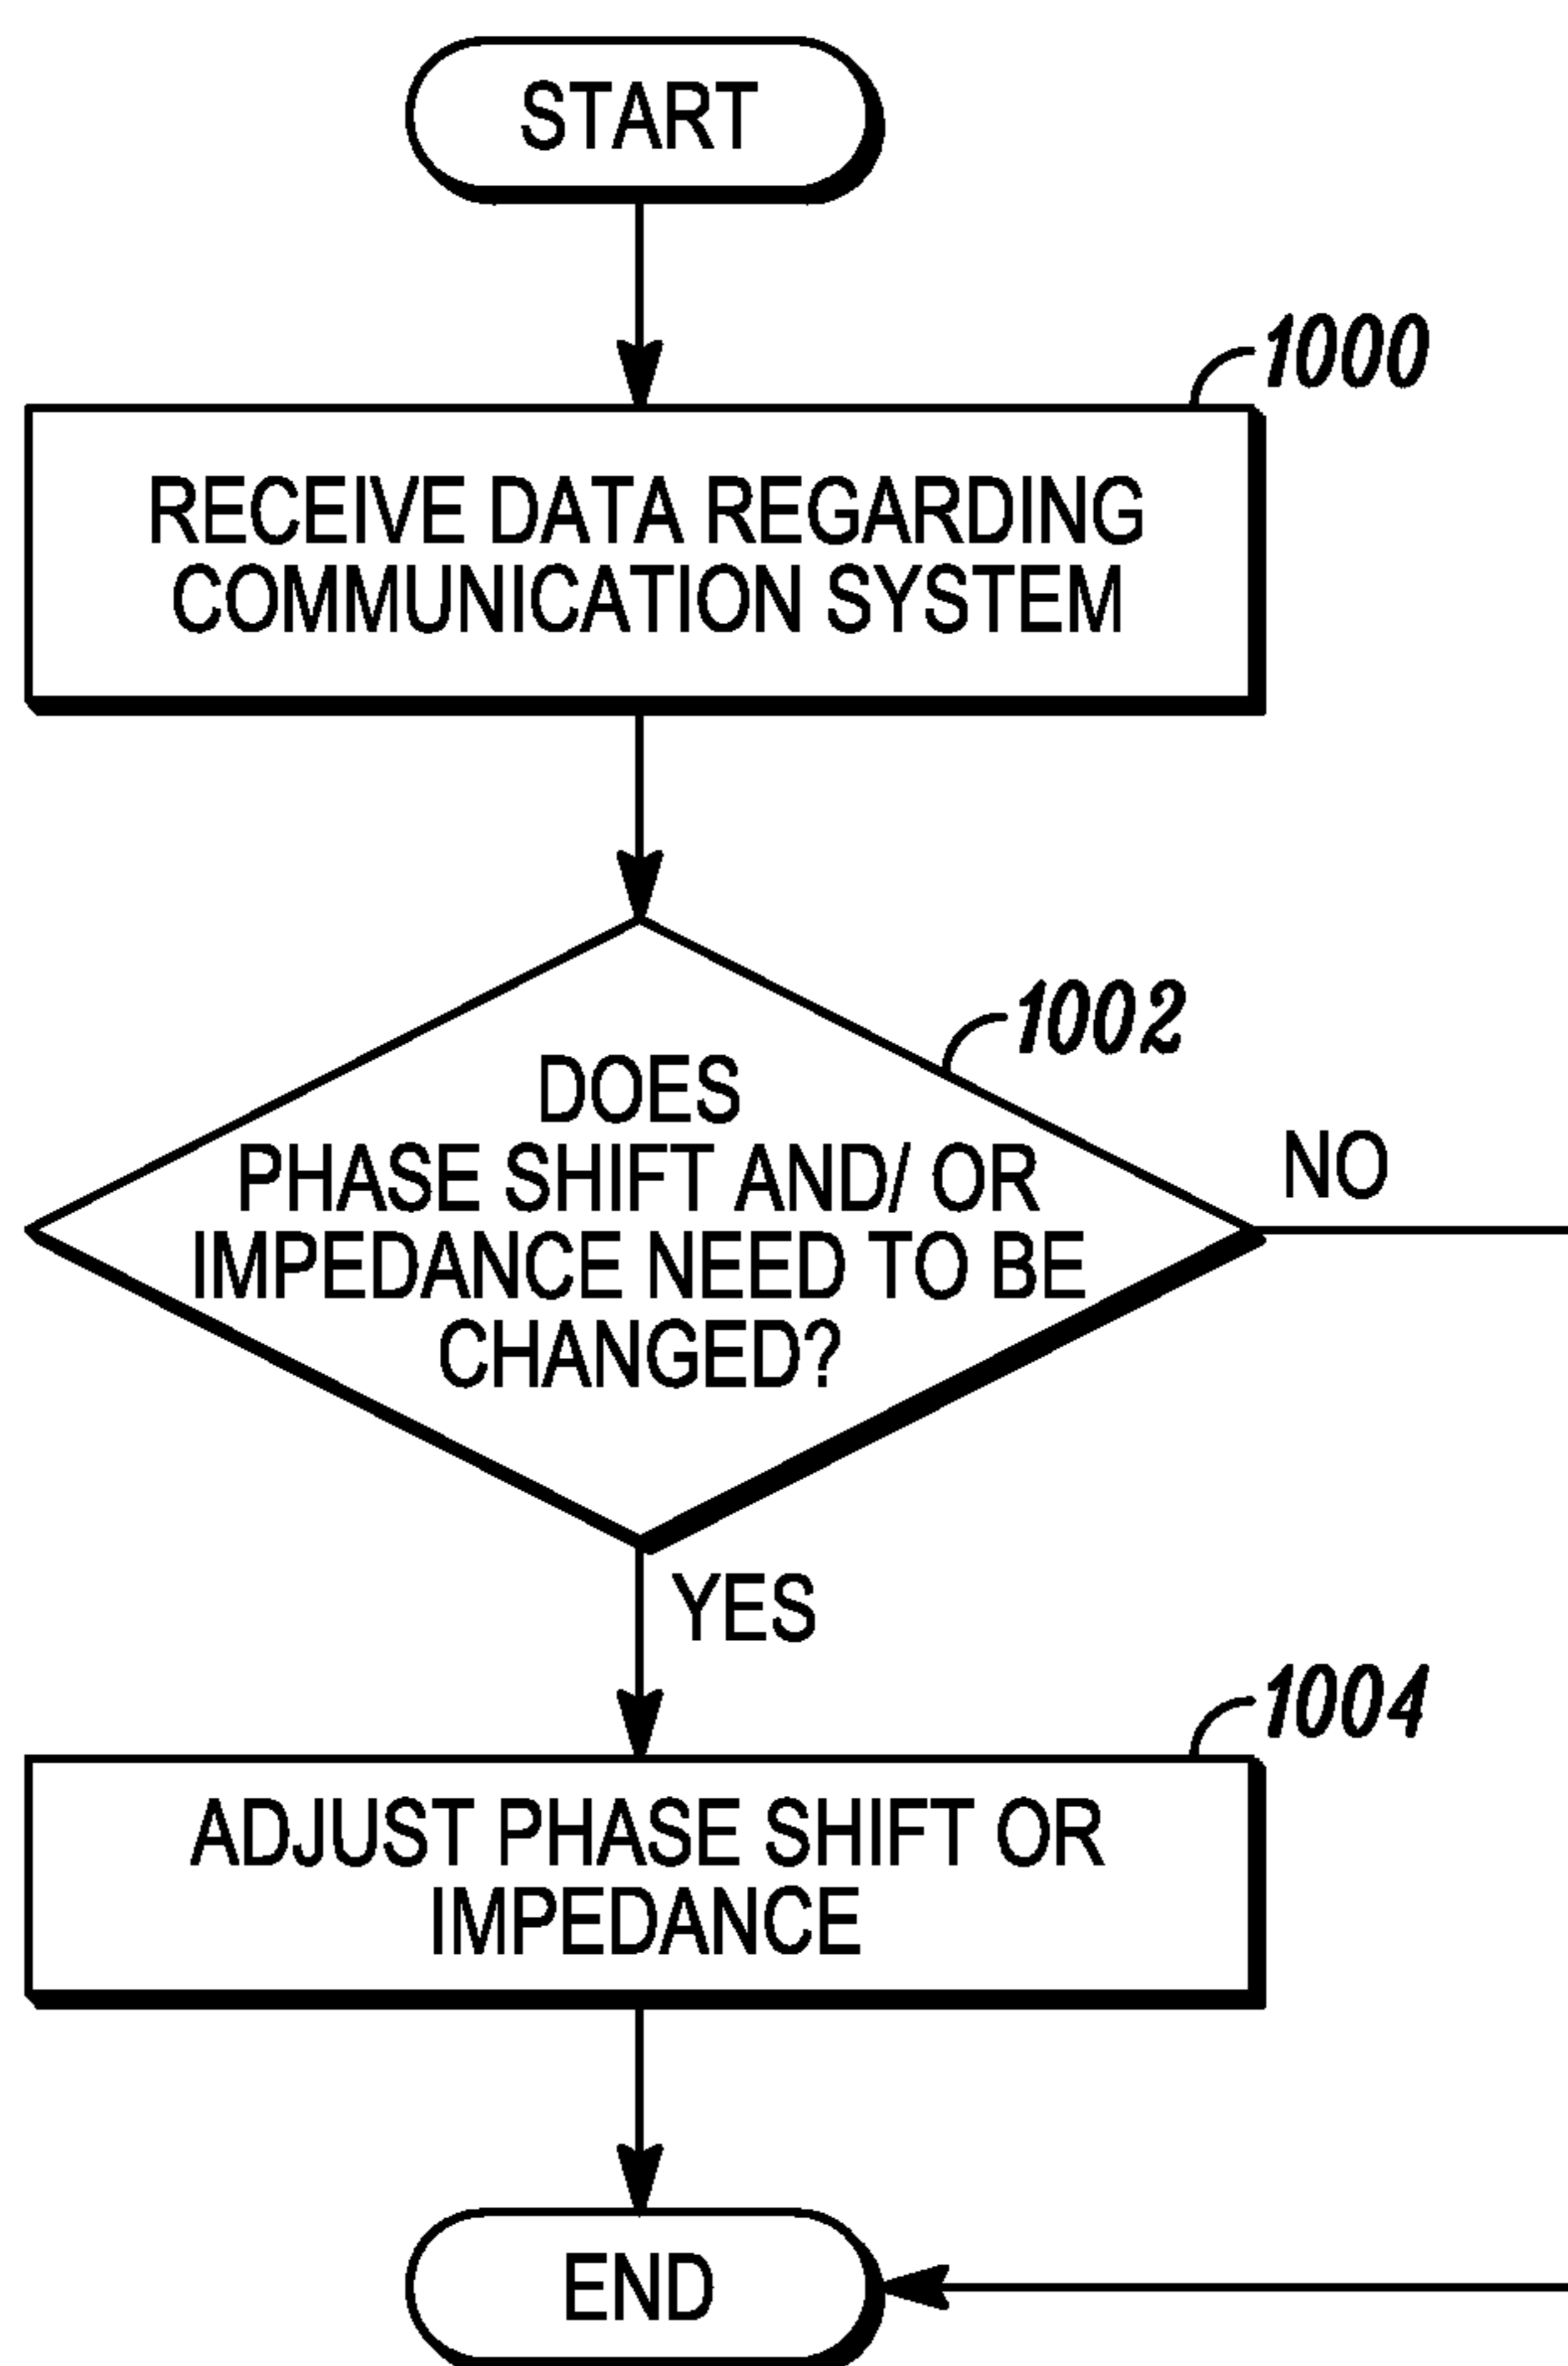 START
1000
RECEIVE DATA REGARDING
COMMUNICATION SYSTEM
1002
DOES
PHASE SHIFT AND/ OR
IMPEDANCE NEED TO BE
CHANGED?
NO
YES
1004
ADJUST PHASE SHIFT OR
IMPEDANCE
END